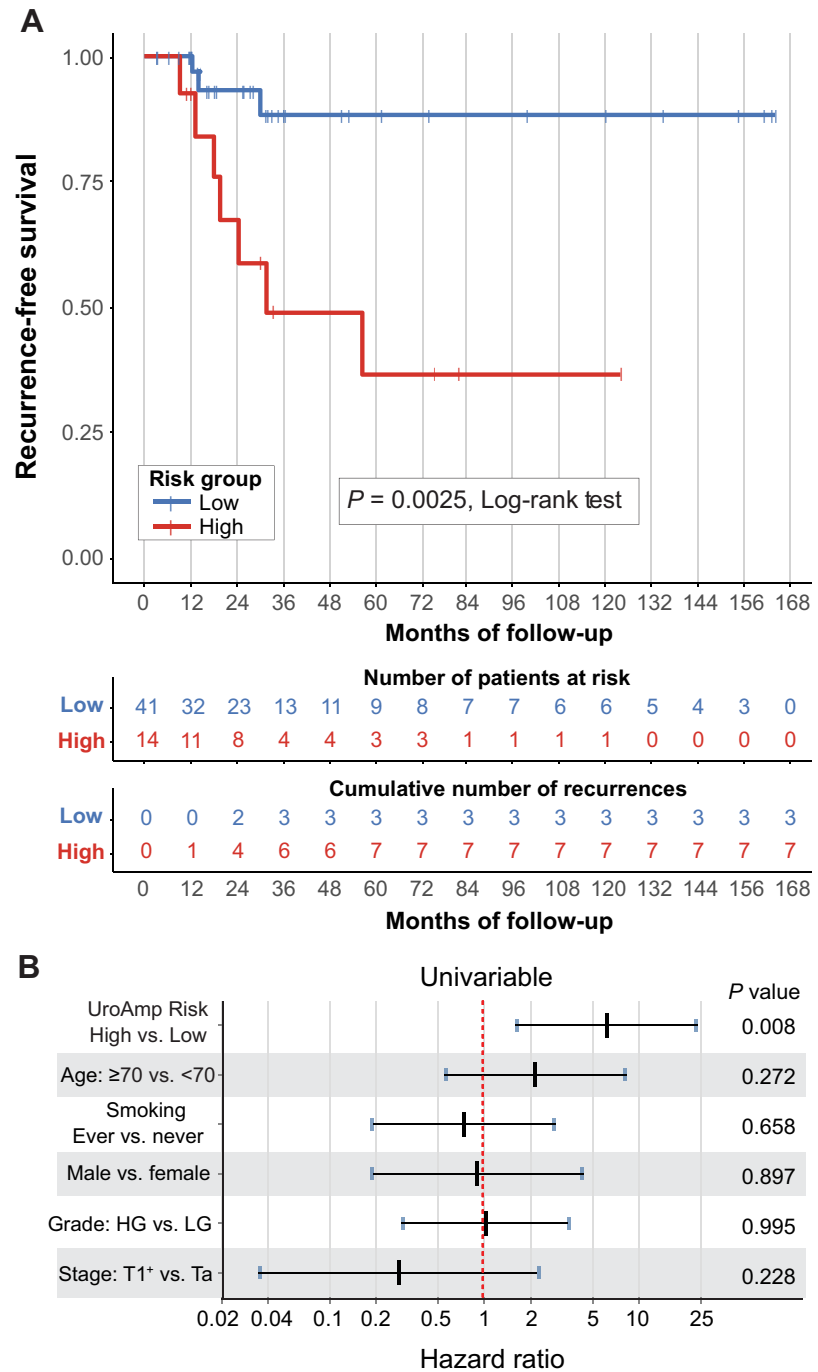 A
Recurrence-free survival
1.00
0.75
0.50
0.25
0.00
Risk group
Low
High
P = 0.0025, Log-rank test
0 12 24 36 48 60 72 84 96 108 120 132 144 156 168
Months of follow-up
Number of patients at risk
Low 41 32 23 13 11 9 8 7 7 6 6 5 4 3 0
High 14 11 8 4 4 3 3 1 1 1 1 0 0 0 0
Cumulative number of recurrences
Low 0 0 2 3 3 3 3 3 3 3 3 3 3 3 3
High 0 1 4 6 6 7 7 7 7 7 7 7 7 7 7
0 12 24 36 48 60 72 84 96 108 120 132 144 156 168
Months of follow-up
B
Univariable
P value
UroAmp Risk
High vs. Low 0.008
Age: ≥70 vs. <70 0.272
Smoking
Ever vs. never 0.658
Male vs. female 0.897
Grade: HG vs. LG 0.995
Stage: T1⁺ vs. Ta 0.228
0.02 0.04 0.1 0.2 0.5 1 2 5 10 25
Hazard ratio